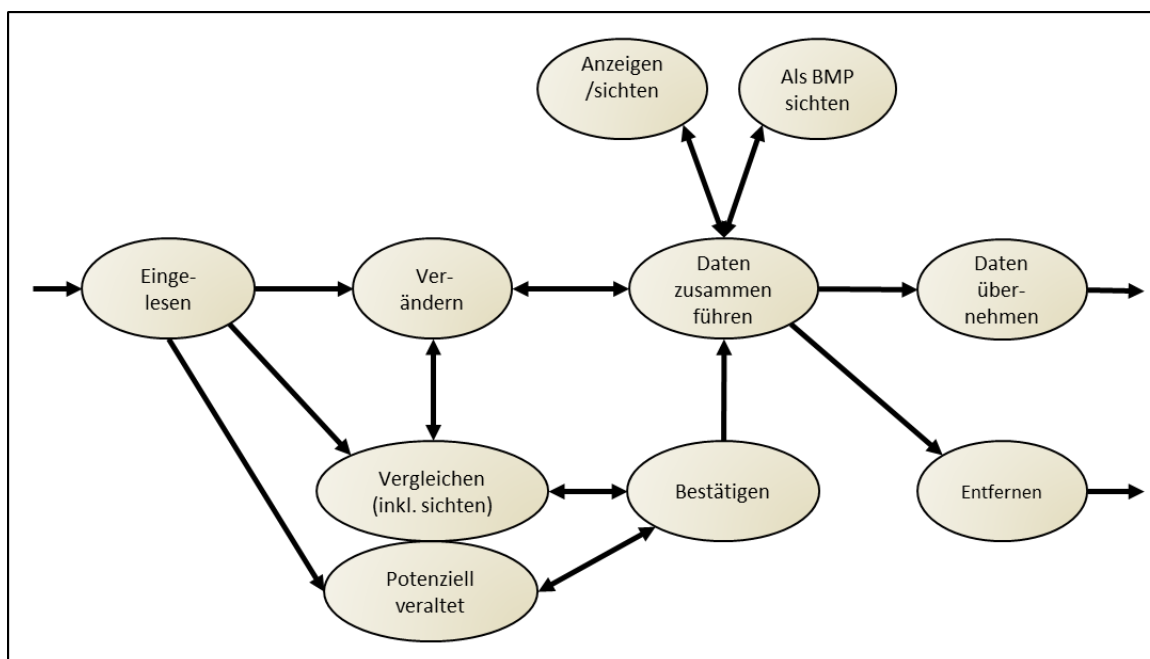 Anzeigen
/sichten
Als BMP
sichten
Einge-
lesen
Ver-
ändern
Daten
zusammen
führen
Daten
über-
nehmen
Vergleichen
(inkl. sichten)
Bestätigen
Entfernen
Potenziell
veraltet